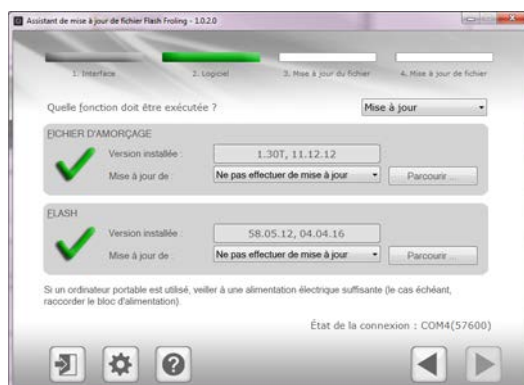 Assistant de mise à jour de fichier Flash Froling - 1.0.2.0
1. Interface 2. Logiciel 3. Mise à jour du fichier 4. Mise à jour de fichier
Quelle fonction doit être exécutée ? Mise à jour
FICHIER D'AMORÇAGE
Version installée : 1.30T, 11.12.12
Mise à jour de : Ne pas effectuer de mise à jour Parcourir ...
FLASH
Version installée : 58.05.12, 04.04.16
Mise à jour de : Ne pas effectuer de mise à jour Parcourir ...
Si un ordinateur portable est utilisé, veiller à une alimentation électrique suffisante (le cas échéant,
raccorder le bloc d'alimentation).
État de la connexion : COM4(57600)